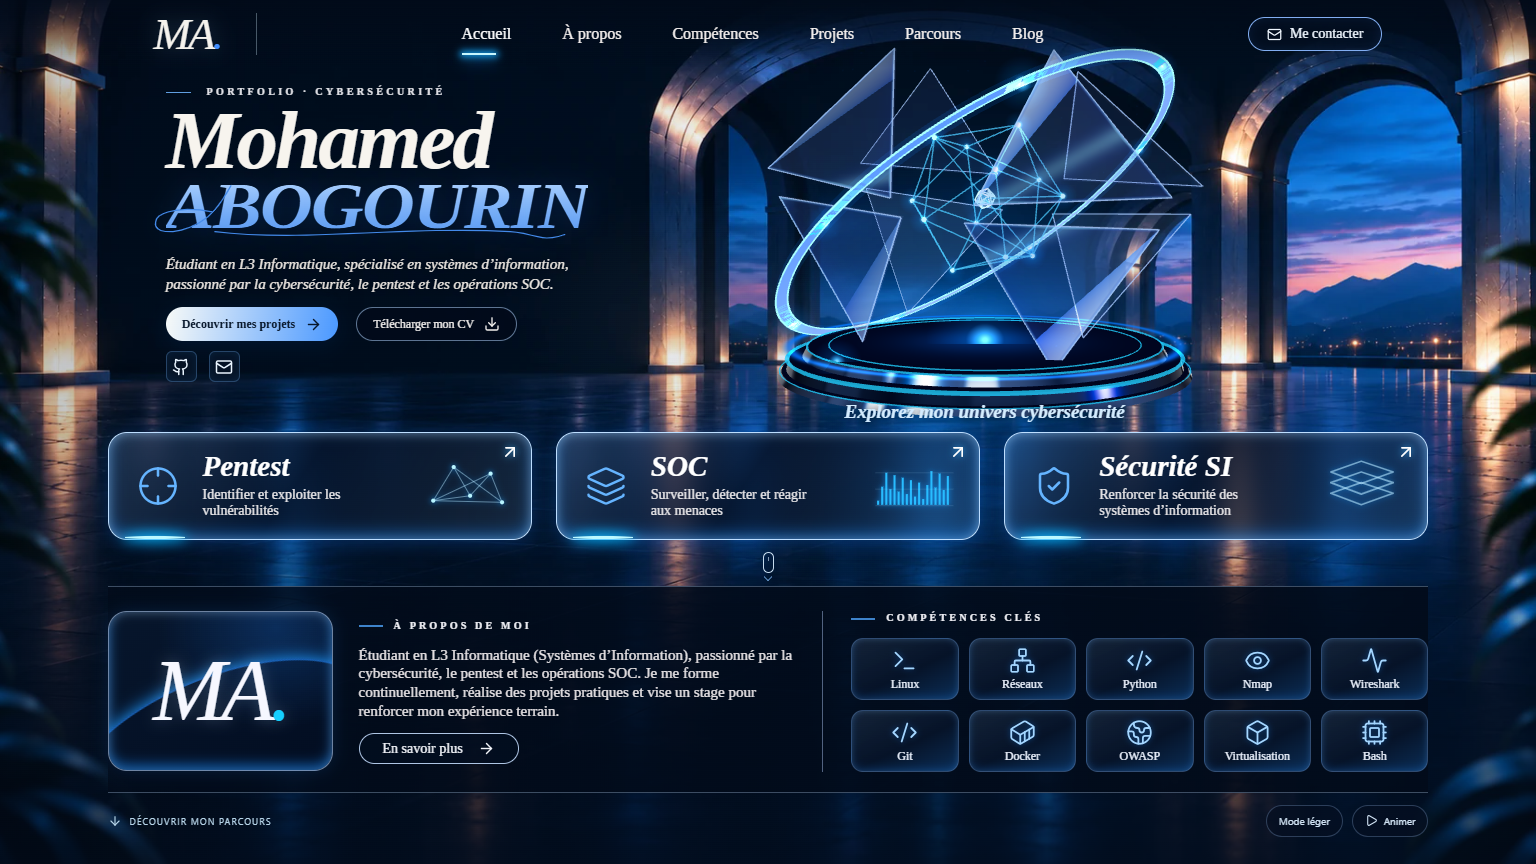 MA.
Accueil
À propos
Compétences
Projets
Parcours
Blog
Me contacter
PORTFOLIO · CYBERSÉCURITÉ
Mohamed
ABOGOURIN
Étudiant en L3 Informatique, spécialisé en systèmes d’information,
passionné par la cybersécurité, le pentest et les opérations SOC.
Découvrir mes projets
Télécharger mon CV
Explorez mon univers cybersécurité
Pentest
Identifier et exploiter les
vulnérabilités
SOC
Surveiller, détecter et réagir
aux menaces
Sécurité SI
Renforcer la sécurité des
systèmes d’information
MA.
À PROPOS DE MOI
Étudiant en L3 Informatique (Systèmes d’Information), passionné par la
cybersécurité, le pentest et les opérations SOC. Je me forme
continuellement, réalise des projets pratiques et vise un stage pour
renforcer mon expérience terrain.
En savoir plus
COMPÉTENCES CLÉS
Linux
Réseaux
Python
Nmap
Wireshark
Git
Docker
OWASP
Virtualisation
Bash
DÉCOUVRIR MON PARCOURS
Mode léger
Animer